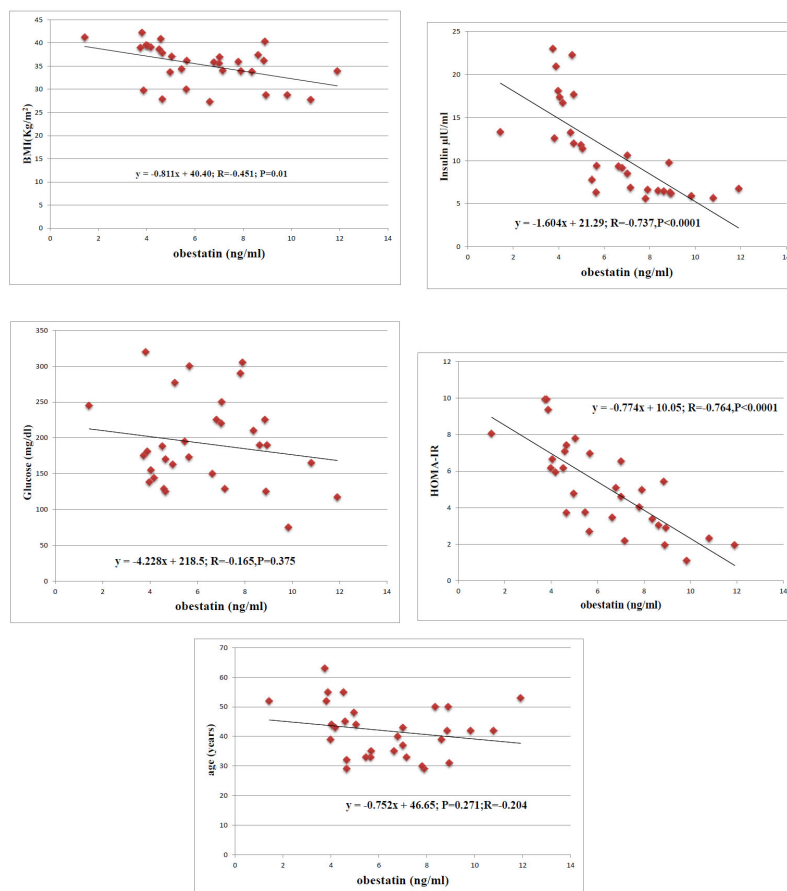 45
40
35
30
25
20
15
10
5
0
BMI(Kg/m²)
y = -0.811x + 40.40; R=-0.451; P=0.01
0 2 4 6 8 10 12 14
obestatin (ng/ml)
25
20
15
10
5
0
Insulin µIU/ml
y = -1.604x + 21.29; R=-0.737,P<0.0001
0 2 4 6 8 10 12 14
obestatin (ng/ml)
350
300
250
200
150
100
50
0
Glucose (mg/dl)
y = -4.228x + 218.5; R=-0.165,P=0.375
0 2 4 6 8 10 12 14
obestatin (ng/ml)
12
10
8
6
4
2
0
HOMA-IR
y = -0.774x + 10.05; R=-0.764,P<0.0001
0 2 4 6 8 10 12 14
obestatin (ng/ml)
70
60
50
40
30
20
10
0
age (years)
y = -0.752x + 46.65; P=0.271;R=-0.204
0 2 4 6 8 10 12 14
obestatin (ng/ml)